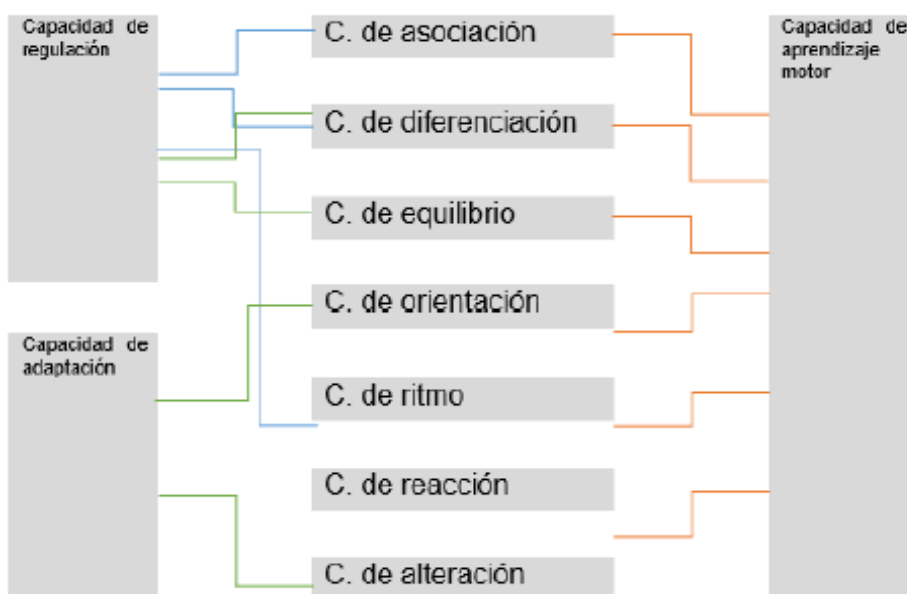 Capacidad de
regulación
C. de asociación
C. de diferenciación
C. de equilibrio
C. de orientación
Capacidad de
adaptación
C. de ritmo
C. de reacción
C. de alteración
Capacidad de
aprendizaje
motor